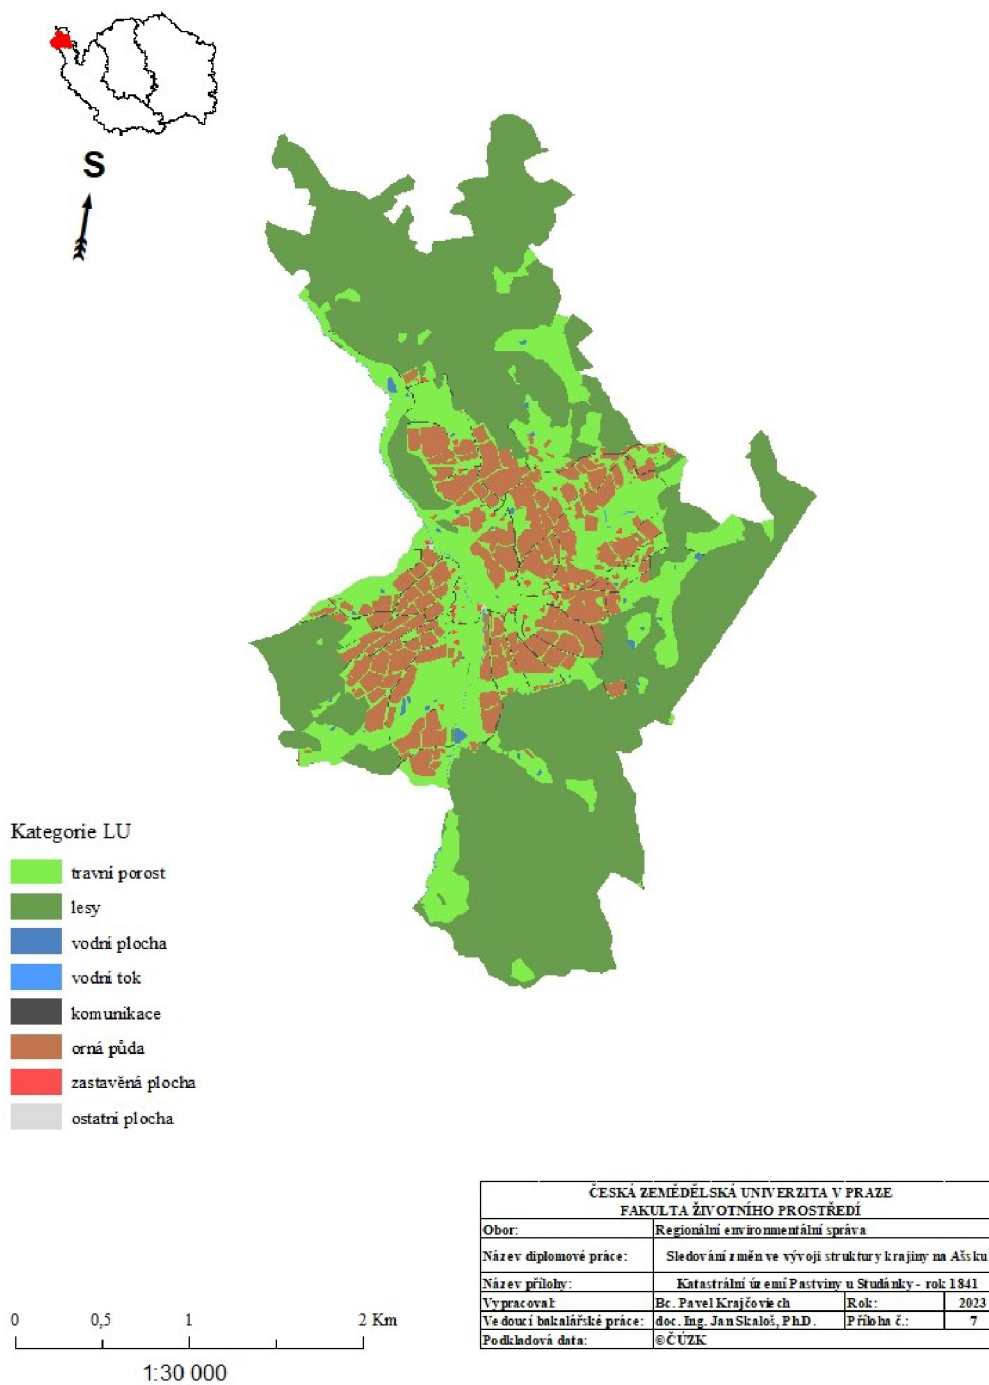 S
Kategorie LU
travní porost
lesy
vodní plocha
vodní tok
komunikace
orná půda
zastavěná plocha
ostatní plocha
ČESKÁ ZEMĚDĚLSKÁ UNIVERZITA V PRAZE
FAKULTA ŽIVOTNÍHO PROSTŘEDÍ
Obor: Regionální environmentální správa
Název diplomové práce: Sledování změn ve vývoji struktury krajiny na Ašsku
Název přílohy: Katastrální území Pastviny u Studánky - rok 1841
Vypracoval: Bc. Pavel Krajčoviech Rok: 2023
Vedoucí bakalářské práce: doc. Ing. Jan Skaloš, Ph.D. Příloha č.: 7
Podkladová data: ©ČÚZK
0 0,5 1 2 Km
1:30 000